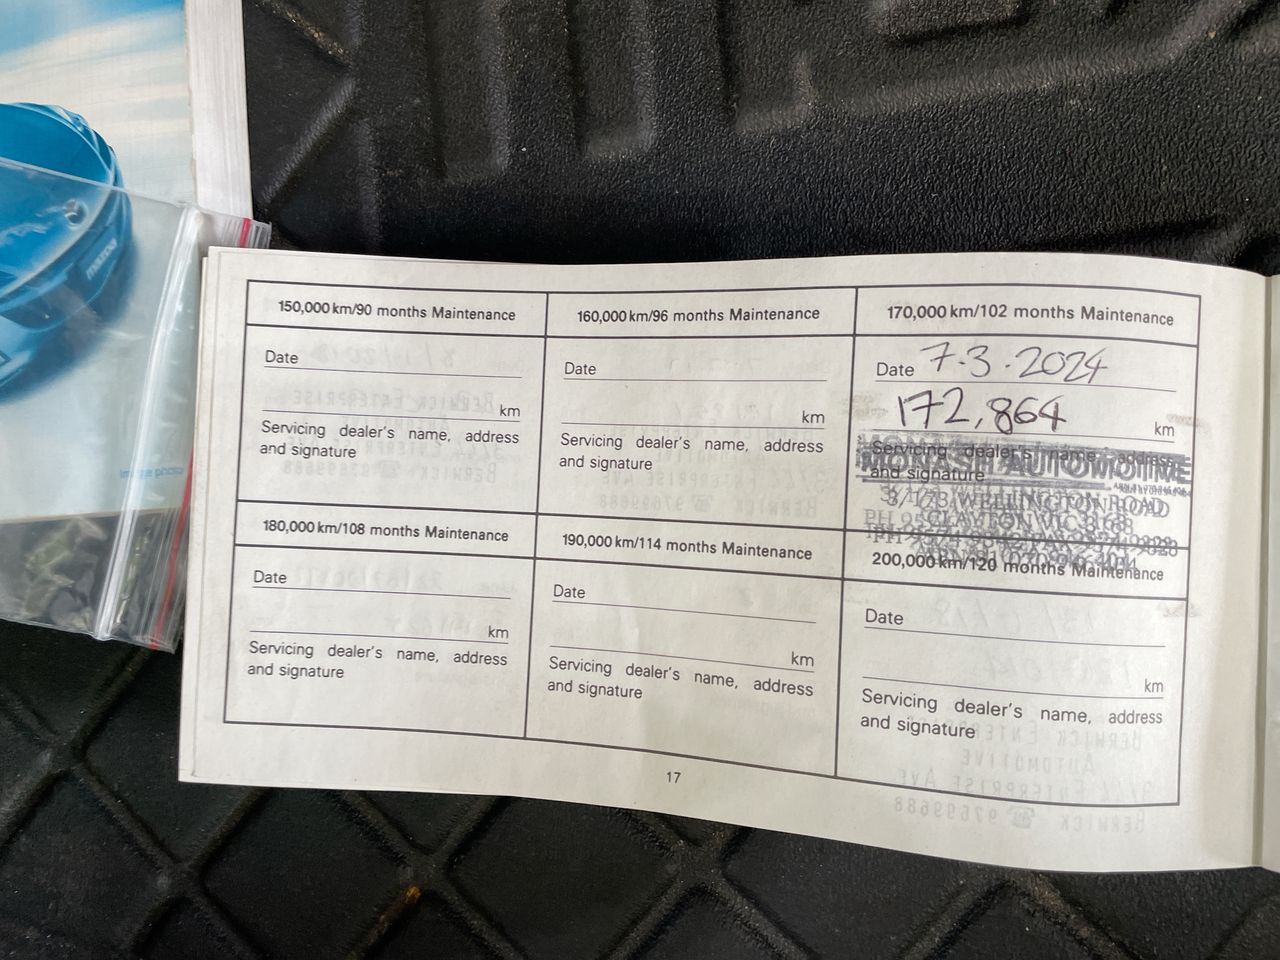 150,000 km/90 months Maintenance
Date
km
Servicing dealer's name, address
and signature
160,000 km/96 months Maintenance
Date
km
Servicing dealer's name, address
and signature
170,000 km/102 months Maintenance
Date 7.3.2024
172,864 km
Servicing dealer's name, address
and signature
MONASH AUTOMOTIVE
3/173 WELLINGTON ROAD
CLAYTON VIC 3168
180,000 km/108 months Maintenance
Date
km
Servicing dealer's name, address
and signature
190,000 km/114 months Maintenance
Date
km
Servicing dealer's name, address
and signature
200,000 km/120 months Maintenance
Date
km
Servicing dealer's name, address
and signature
17